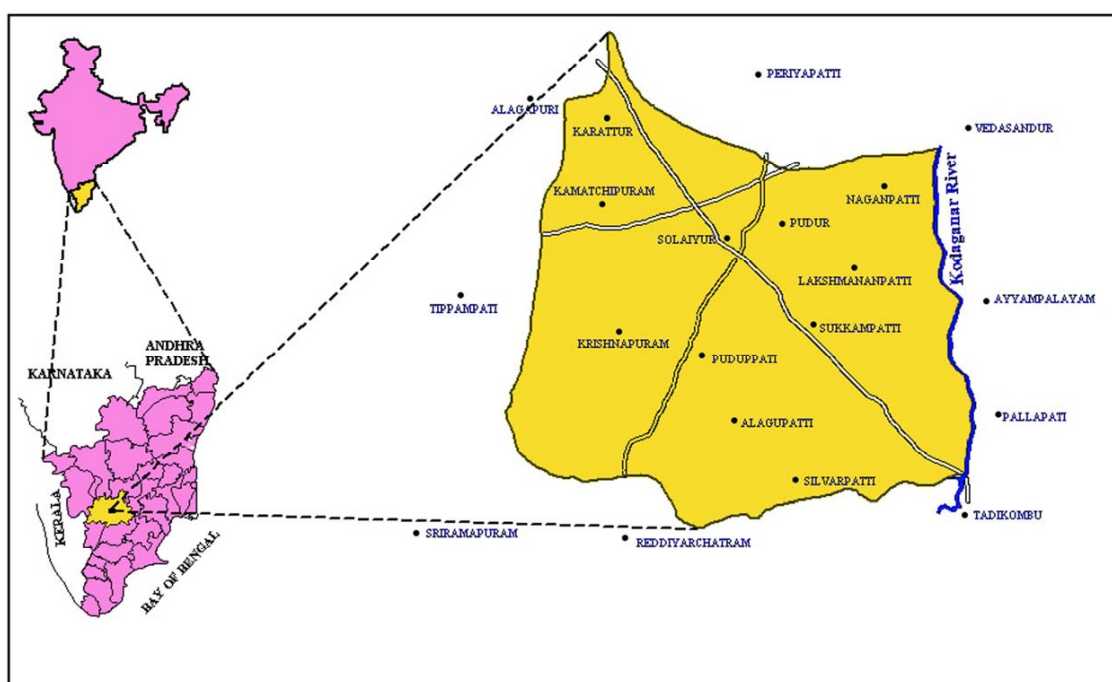 PERIYAPATTI
ALAGAPURI
KARATTUR
VEDASANDUR
KAMATCHIPURAM
NAGANPATTI
Kodaganar River
PUDUR
SOLAIYUR
LAKSHMANANPATTI
TIPPAMPATI
AYYAMPALAYAM
SUKKAMPATTI
KRISHNAPURAM
PUDUPPATI
ANDHRA
PRADESH
KARNATAKA
PALLAPATI
ALAGUPATTI
SILVARPATTI
KERALA
TADIKOMBU
SRIRAMAPURAM
REDDIYARCHATRAM
BAY OF BENGAL